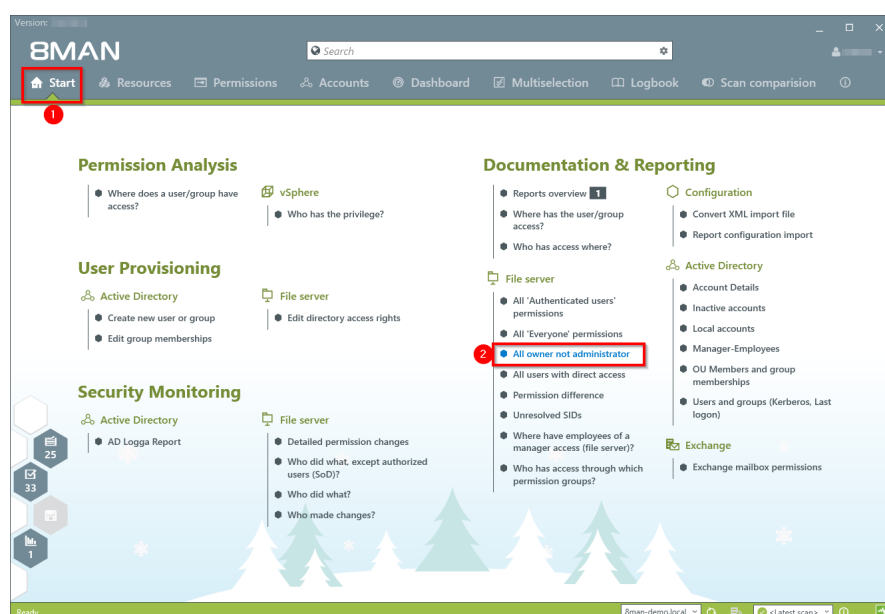 Version:
8MAN
Search
Start
Resources
Permissions
Accounts
Dashboard
Multiselection
Logbook
Scan comparision
1
Permission Analysis
Where does a user/group have
access?
vSphere
Who has the privilege?
User Provisioning
Active Directory
Create new user or group
Edit group memberships
File server
Edit directory access rights
Security Monitoring
Active Directory
AD Logga Report
File server
Detailed permission changes
Who did what, except authorized
users (SoD)?
Who did what?
Who made changes?
Documentation & Reporting
Reports overview 1
Where has the user/group
access?
Who has access where?
File server
All 'Authenticated users'
permissions
All 'Everyone' permissions
2 All owner not administrator
All users with direct access
Permission difference
Unresolved SIDs
Where have employees of a
manager access (file server)?
Who has access through which
permission groups?
Configuration
Convert XML import file
Report configuration import
Active Directory
Account Details
Inactive accounts
Local accounts
Manager-Employees
OU Members and group
memberships
Users and groups (Kerberos, Last
logon)
Exchange
Exchange mailbox permissions
25
33
1
Ready
8man-demo.local
<Latest scan>